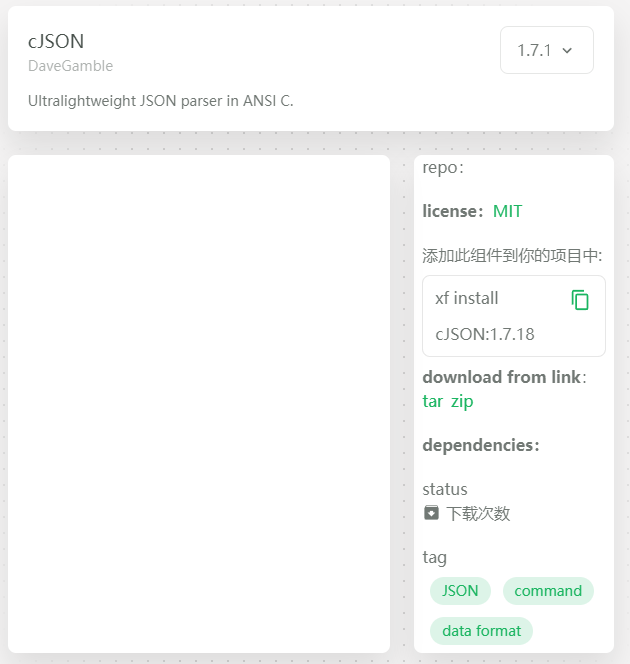 cJSON
1.7.1
DaveGamble
Ultralightweight JSON parser in ANSI C.
repo：
license：MIT
添加此组件到你的项目中:
xf install
cJSON:1.7.18
download from link：
tar zip
dependencies：
status
下载次数
tag
JSON command
data format